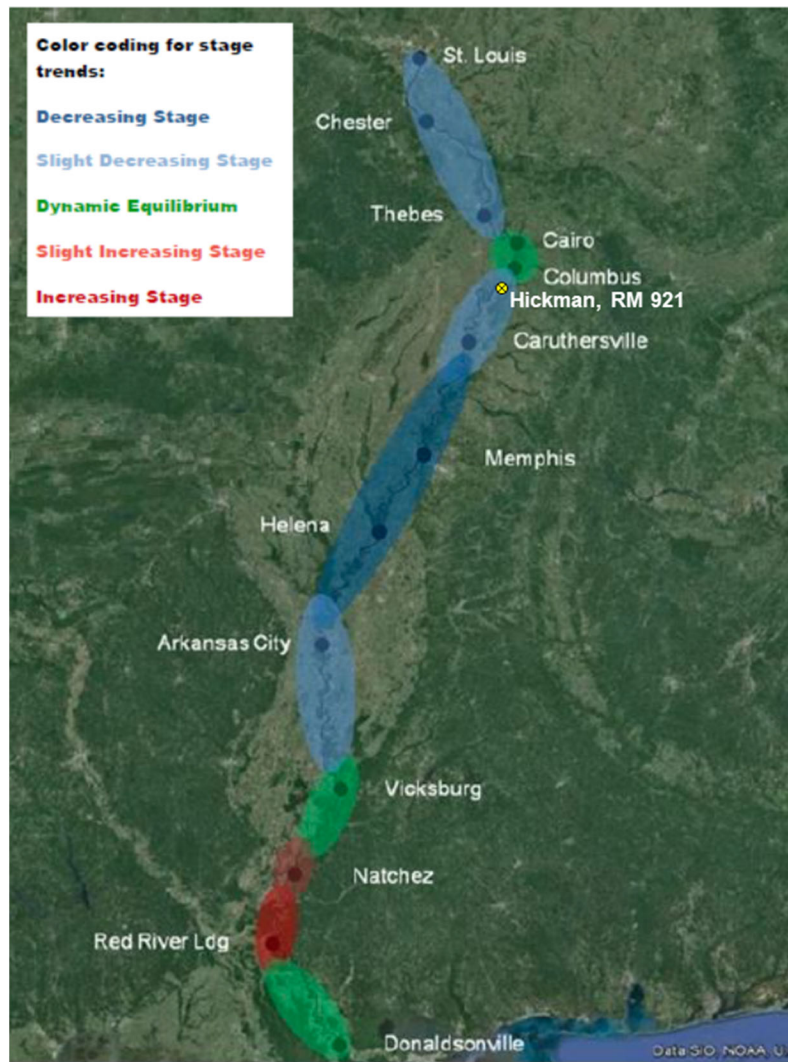 Color coding for stage
trends:
Decreasing Stage
Slight Decreasing Stage
Dynamic Equilibrium
Slight Increasing Stage
Increasing Stage
St. Louis
Chester
Thebes
Cairo
Columbus
Hickman, RM 921
Caruthersville
Memphis
Helena
Arkansas City
Vicksburg
Natchez
Red River Ldg
Donaldsonville
Data SIO, NOAA, U